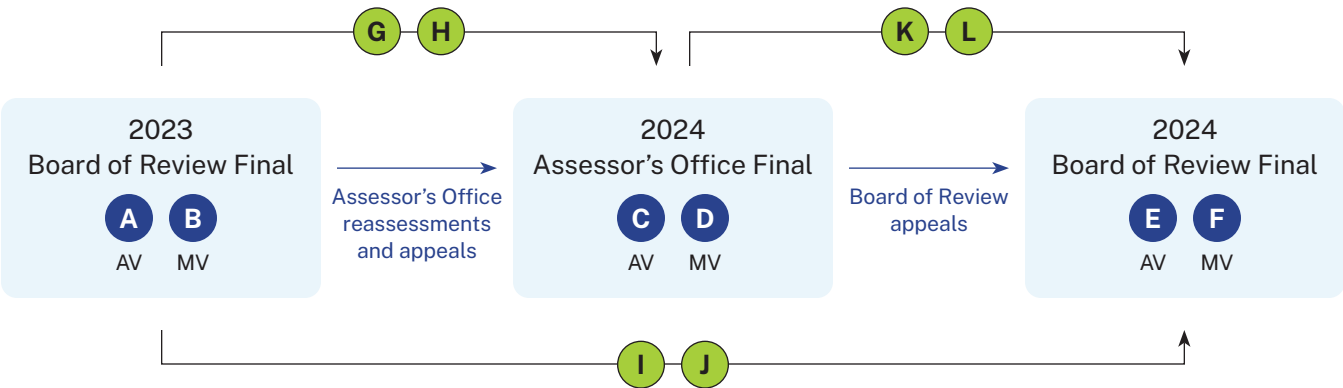 G H
K L
2023
Board of Review Final
A B
AV MV
Assessor's Office
reassessments
and appeals
2024
Assessor's Office Final
C D
AV MV
Board of Review
appeals
2024
Board of Review Final
E F
AV MV
I J